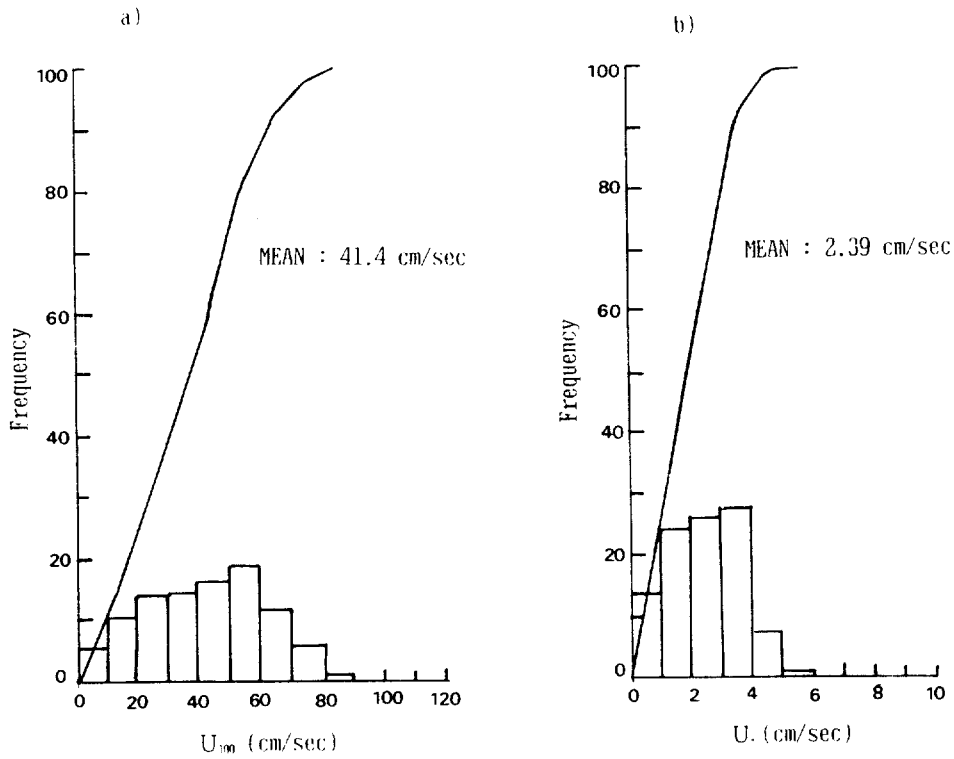 a)
100
80
60
40
20
0
Frequency
MEAN : 41.4 cm/sec
0 20 40 60 80 100 120
U₁₀₀ (cm/sec)
b)
100
80
60
40
20
0
Frequency
MEAN : 2.39 cm/sec
0 2 4 6 8 10
U. (cm/sec)